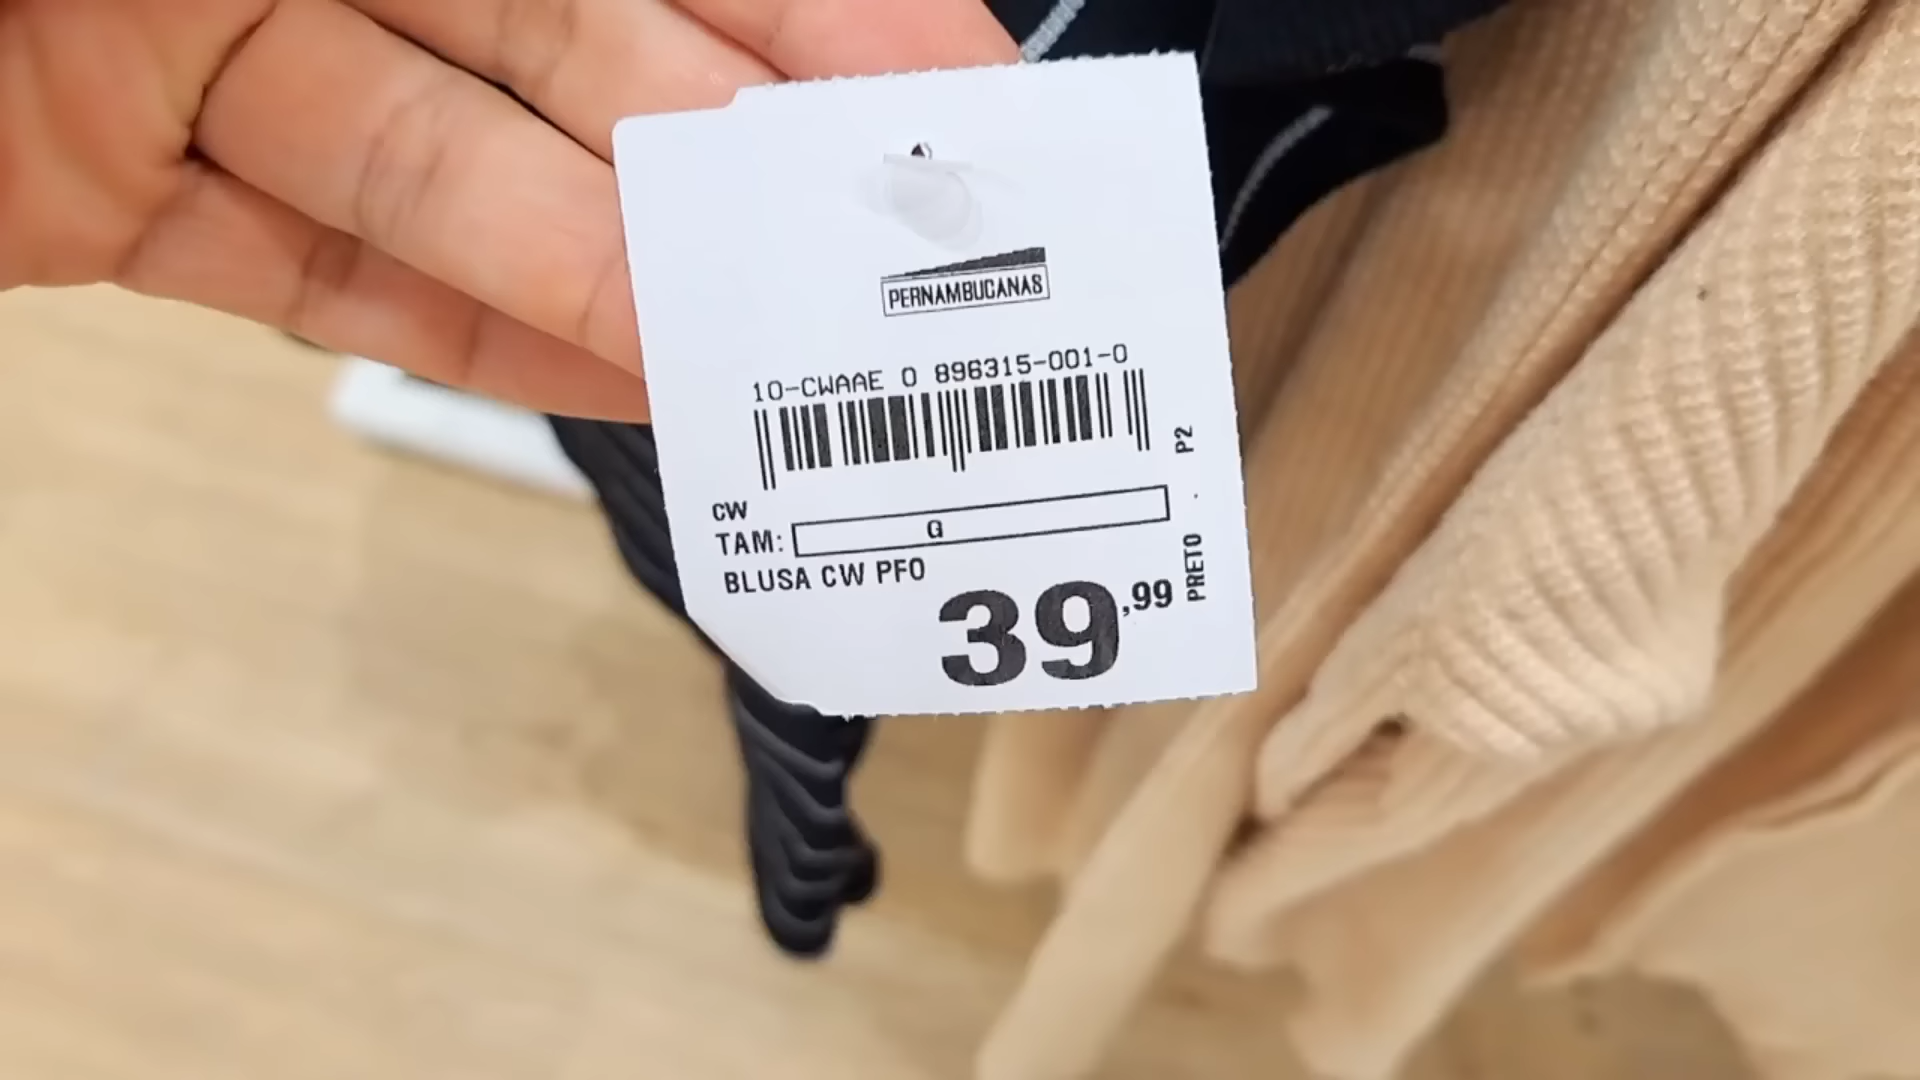 PERNAMBUCANAS
10-CWAAE 0 896315-001-0
CW
TAM: G
BLUSA CW PFO
39,99
PRETO . P2